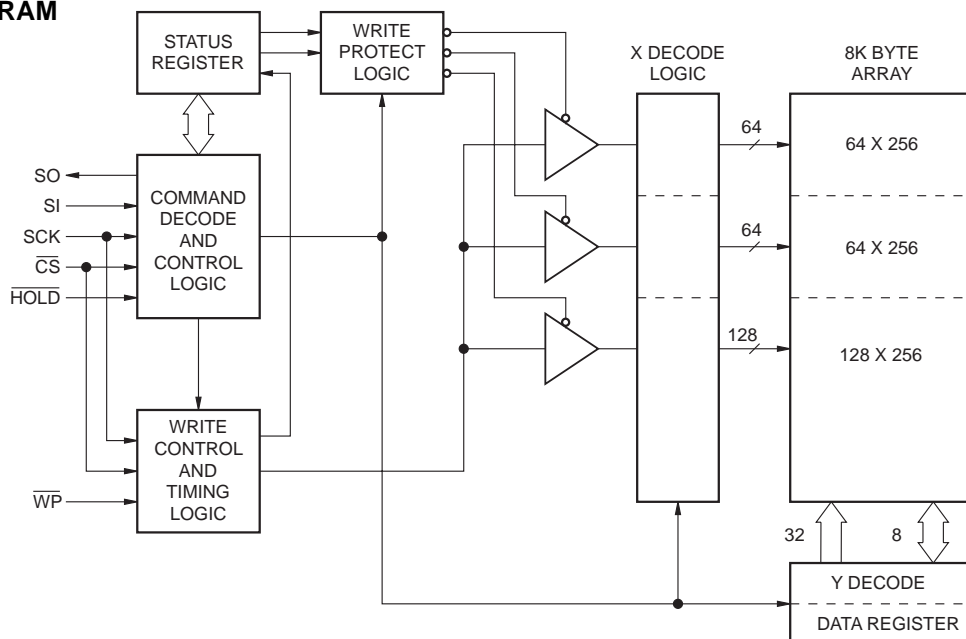 RAM
STATUS
REGISTER
WRITE
PROTECT
LOGIC
X DECODE
LOGIC
8K BYTE
ARRAY
64
64 X 256
SO
SI
SCK
CS
HOLD
COMMAND
DECODE
AND
CONTROL
LOGIC
64
64 X 256
128
128 X 256
WP
WRITE
CONTROL
AND
TIMING
LOGIC
32
8
Y DECODE
DATA REGISTER